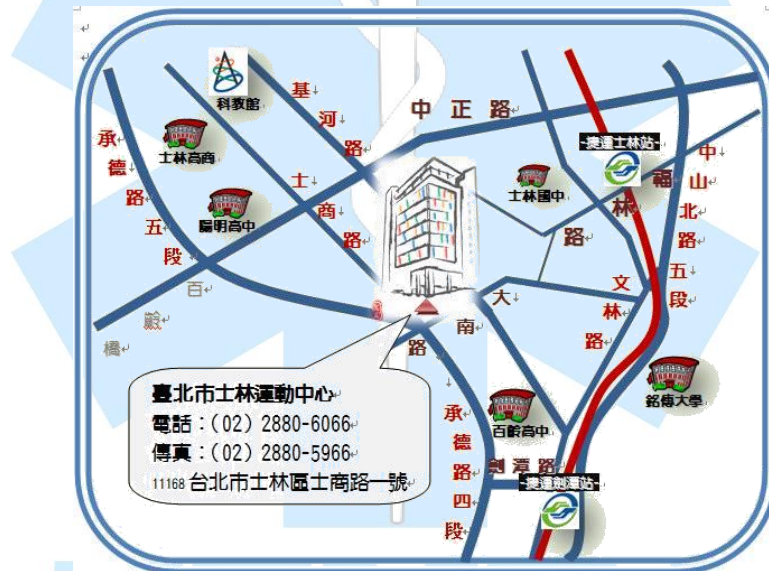 科教館
士林高商
陽明高中
承德路五段
基河路
士商路
中正路
百齡橋
捷運士林站
士林國中
福林路
中山北路五段
文林路
大南路
銘傳大學
百齡高中
劍潭路
捷運劍潭站
承德路四段
臺北市士林運動中心
電話：(02) 2880-6066
傳真：(02) 2880-5966
11168 台北市士林區士商路一號